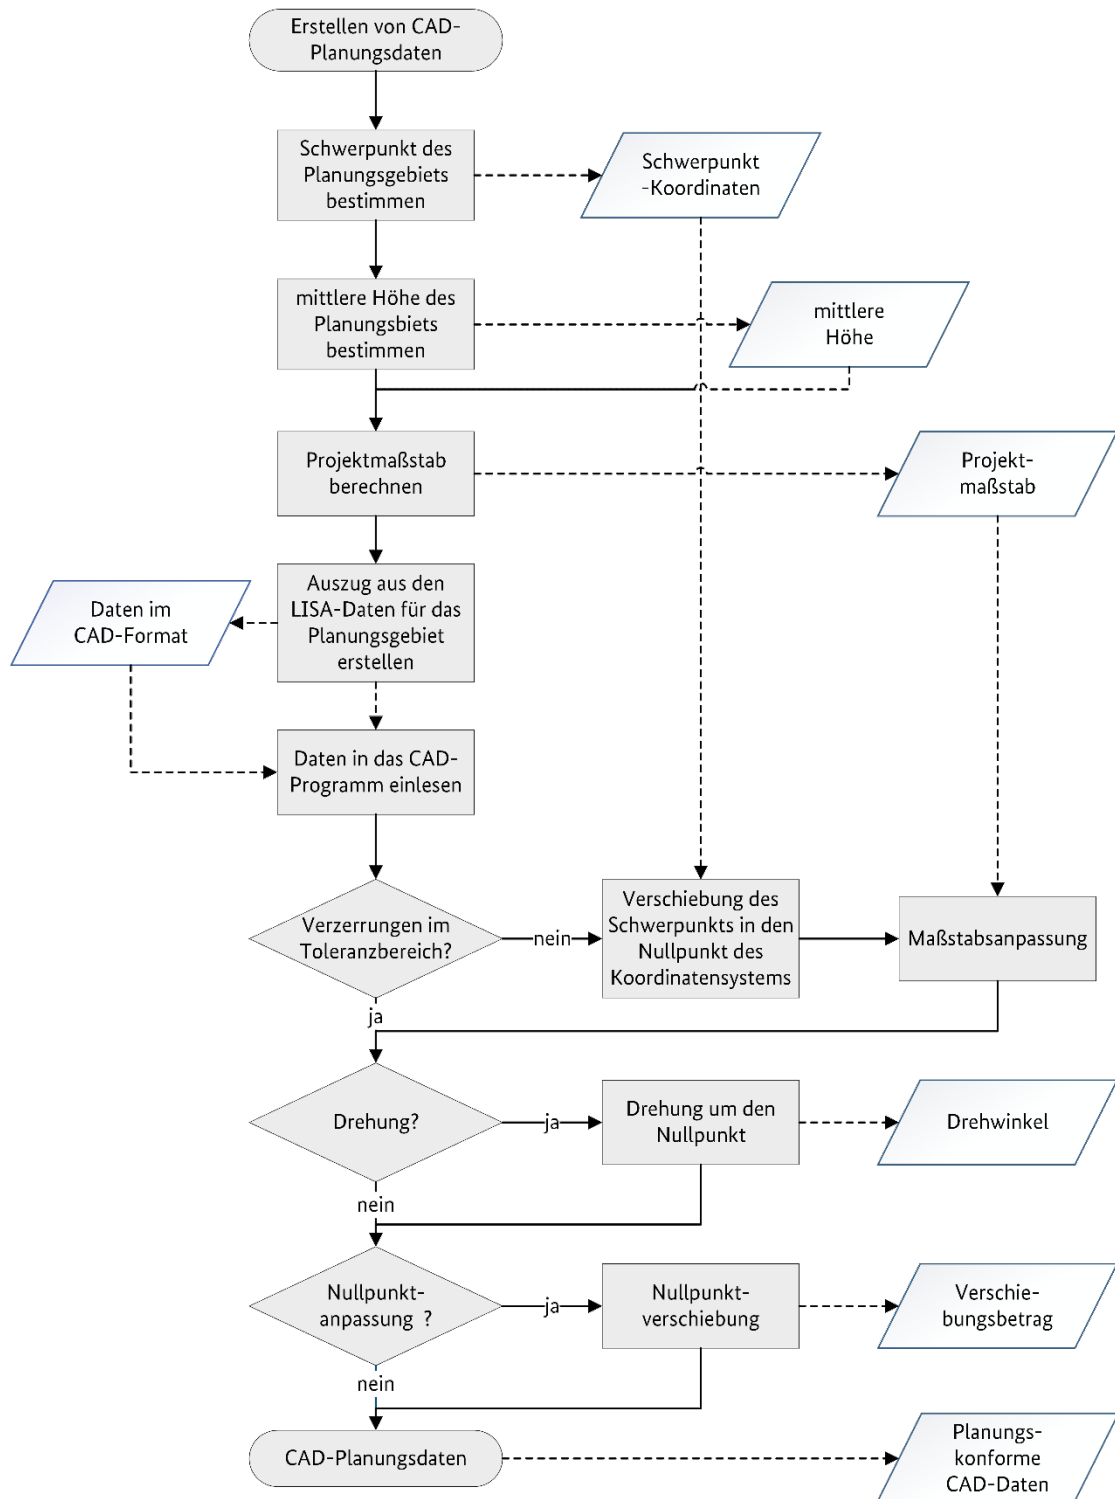 Erstellen von CAD-
Planungsdaten
Schwerpunkt des
Planungsgebiets
bestimmen
Schwerpunkt
-Koordinaten
mittlere Höhe des
Planungsbiets
bestimmen
mittlere
Höhe
Projektmaßstab
berechnen
Projekt-
maßstab
Auszug aus den
LISA-Daten für das
Planungsgebiet
erstellen
Daten im
CAD-Format
Daten in das CAD-
Programm einlesen
Verzerrungen im
Toleranzbereich?
nein
Verschiebung des
Schwerpunkts in den
Nullpunkt des
Koordinatensystems
Maßstabsanpassung
ja
Drehung?
ja
Drehung um den
Nullpunkt
Drehwinkel
nein
Nullpunkt-
anpassung ?
ja
Nullpunkt-
verschiebung
Verschie-
bungsbetrag
nein
CAD-Planungsdaten
Planungs-
konforme
CAD-Daten